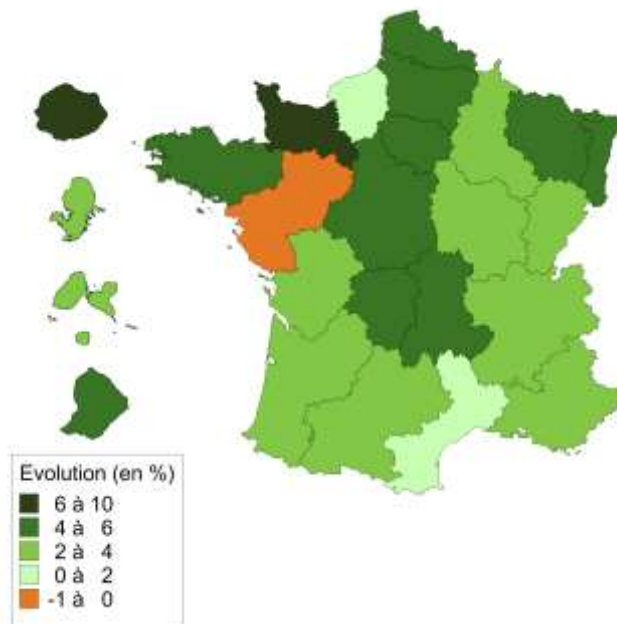 Evolution (en %)
6 à 10
4 à 6
2 à 4
0 à 2
-1 à 0